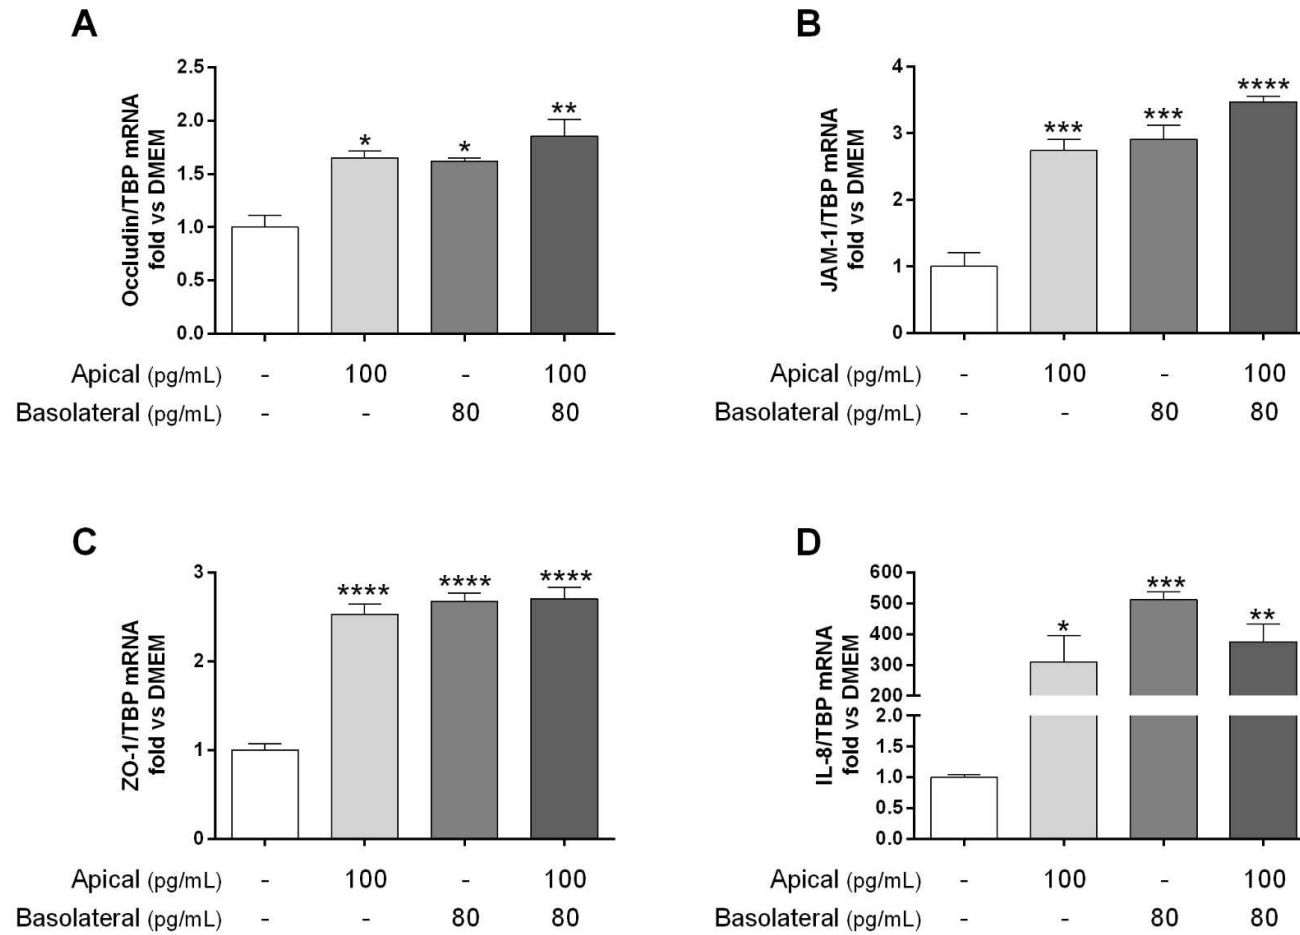 A
Occludin/TBP mRNA
fold vs DMEM
2.5
2.0
1.5
1.0
0.5
0.0
* * **
Apical (pg/mL) - 100 - 100
Basolateral (pg/mL) - - 80 80
B
JAM-1/TBP mRNA
fold vs DMEM
4
3
2
1
0
*** *** ****
Apical (pg/mL) - 100 - 100
Basolateral (pg/mL) - - 80 80
C
ZO-1/TBP mRNA
fold vs DMEM
3
2
1
0
**** **** ****
Apical (pg/mL) - 100 - 100
Basolateral (pg/mL) - - 80 80
D
IL-8/TBP mRNA
fold vs DMEM
600
500
400
300
200
2.0
1.5
1.0
0.5
0.0
* *** **
Apical (pg/mL) - 100 - 100
Basolateral (pg/mL) - - 80 80